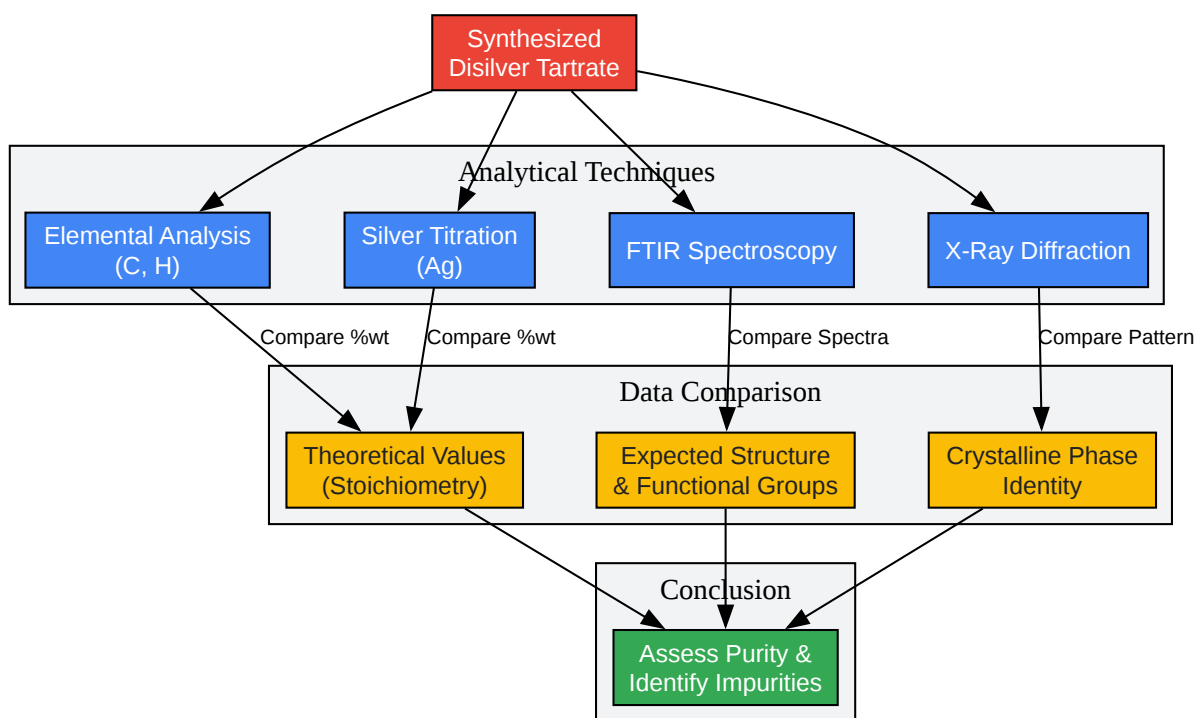 Synthesized
Disilver Tartrate
Analytical Techniques
Elemental Analysis
(C, H)
Silver Titration
(Ag)
FTIR Spectroscopy
X-Ray Diffraction
Compare %wt
Compare %wt
Compare Spectra
Compare Pattern
Data Comparison
Theoretical Values
(Stoichiometry)
Expected Structure
& Functional Groups
Crystalline Phase
Identity
Conclusion
Assess Purity &
Identify Impurities